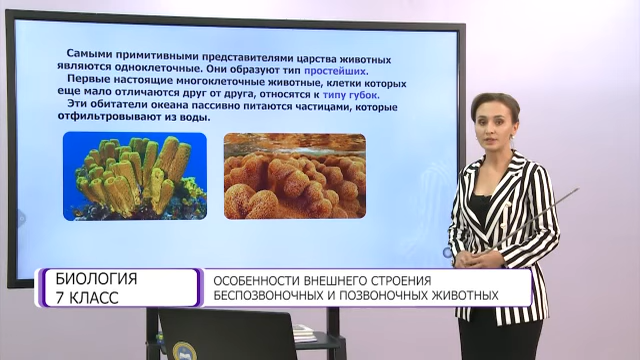 Самыми примитивными представителями царства животных
являются одноклеточные. Они образуют тип простейших.
Первые настоящие многоклеточные животные, клетки которых
еще мало отличаются друг от друга, относятся к типу губок.
Эти обитатели океана пассивно питаются частицами, которые
отфильтровывают из воды.
БИОЛОГИЯ
7 КЛАСС
ОСОБЕННОСТИ ВНЕШНЕГО СТРОЕНИЯ
БЕСПОЗВОНОЧНЫХ И ПОЗВОНОЧНЫХ ЖИВОТНЫХ